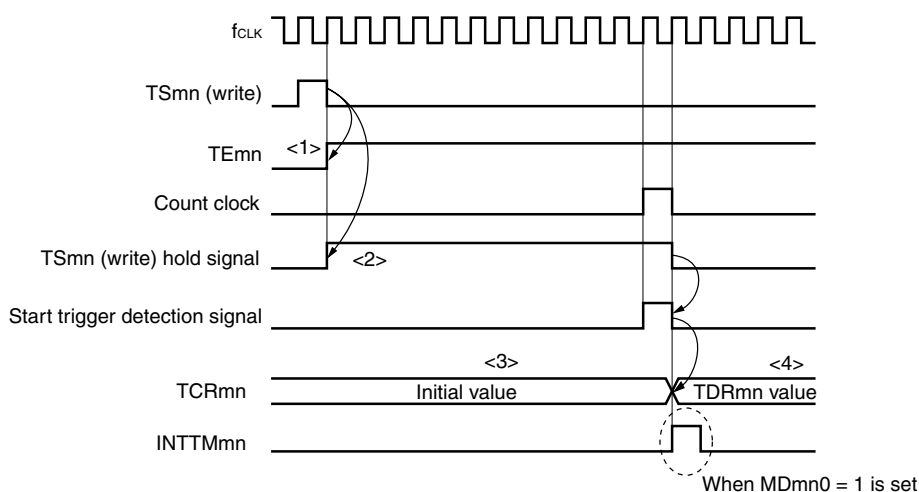 fCLK
TSmn (write)
<1>
TEmn
Count clock
TSmn (write) hold signal
<2>
Start trigger detection signal
<3>
<4>
TCRmn
Initial value
TDRmn value
INTTMmn
When MDmn0 = 1 is set